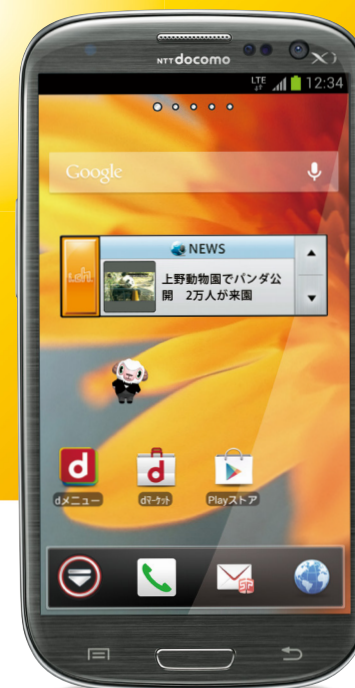 NTT docomo
Xi
LTE 12:34
Google
NEWS
上野動物園でパンダ公
開 2万人が来園
d
d
dメニュー
dマーケット
Playストア